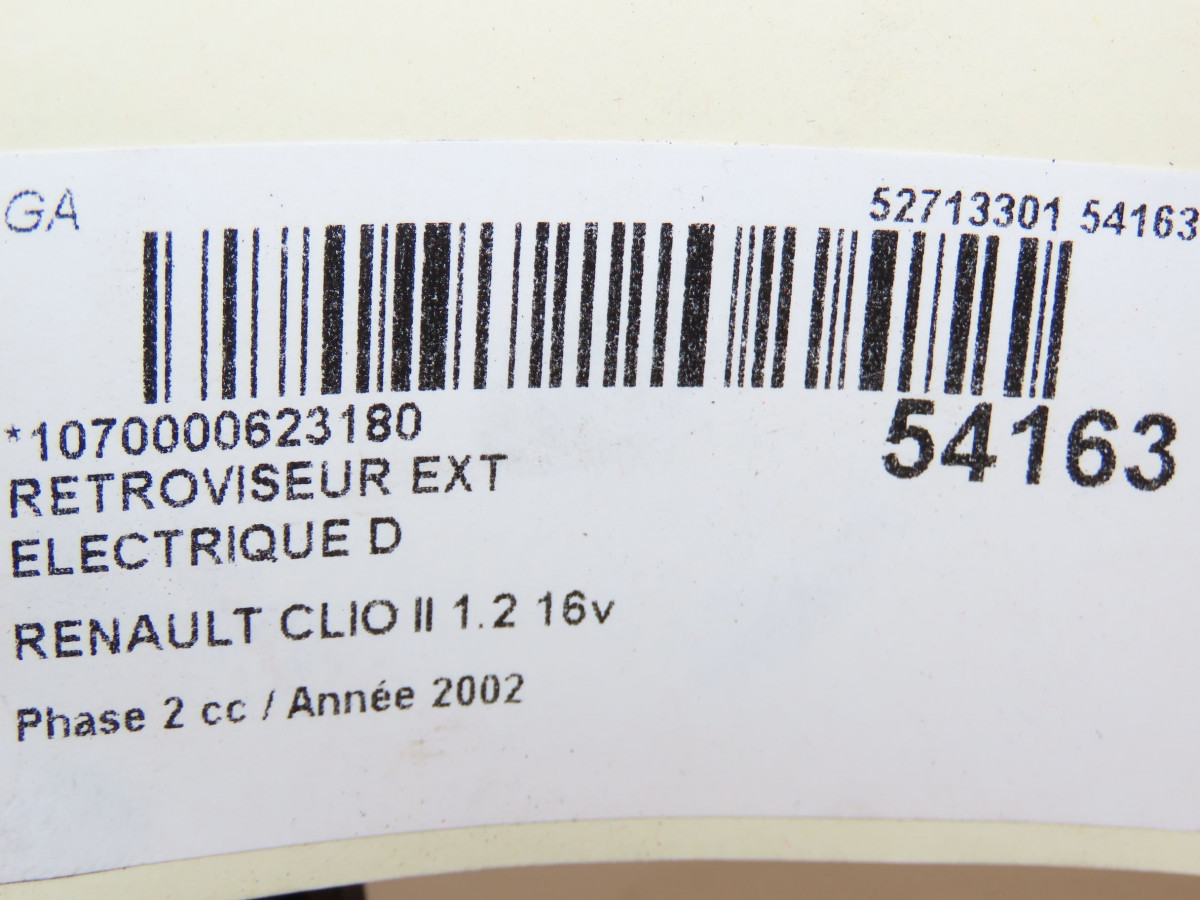 GA
52713301 54163
*1070000623180
54163
RETROVISEUR EXT
ELECTRIQUE D
RENAULT CLIO II 1.2 16v
Phase 2 cc / Année 2002